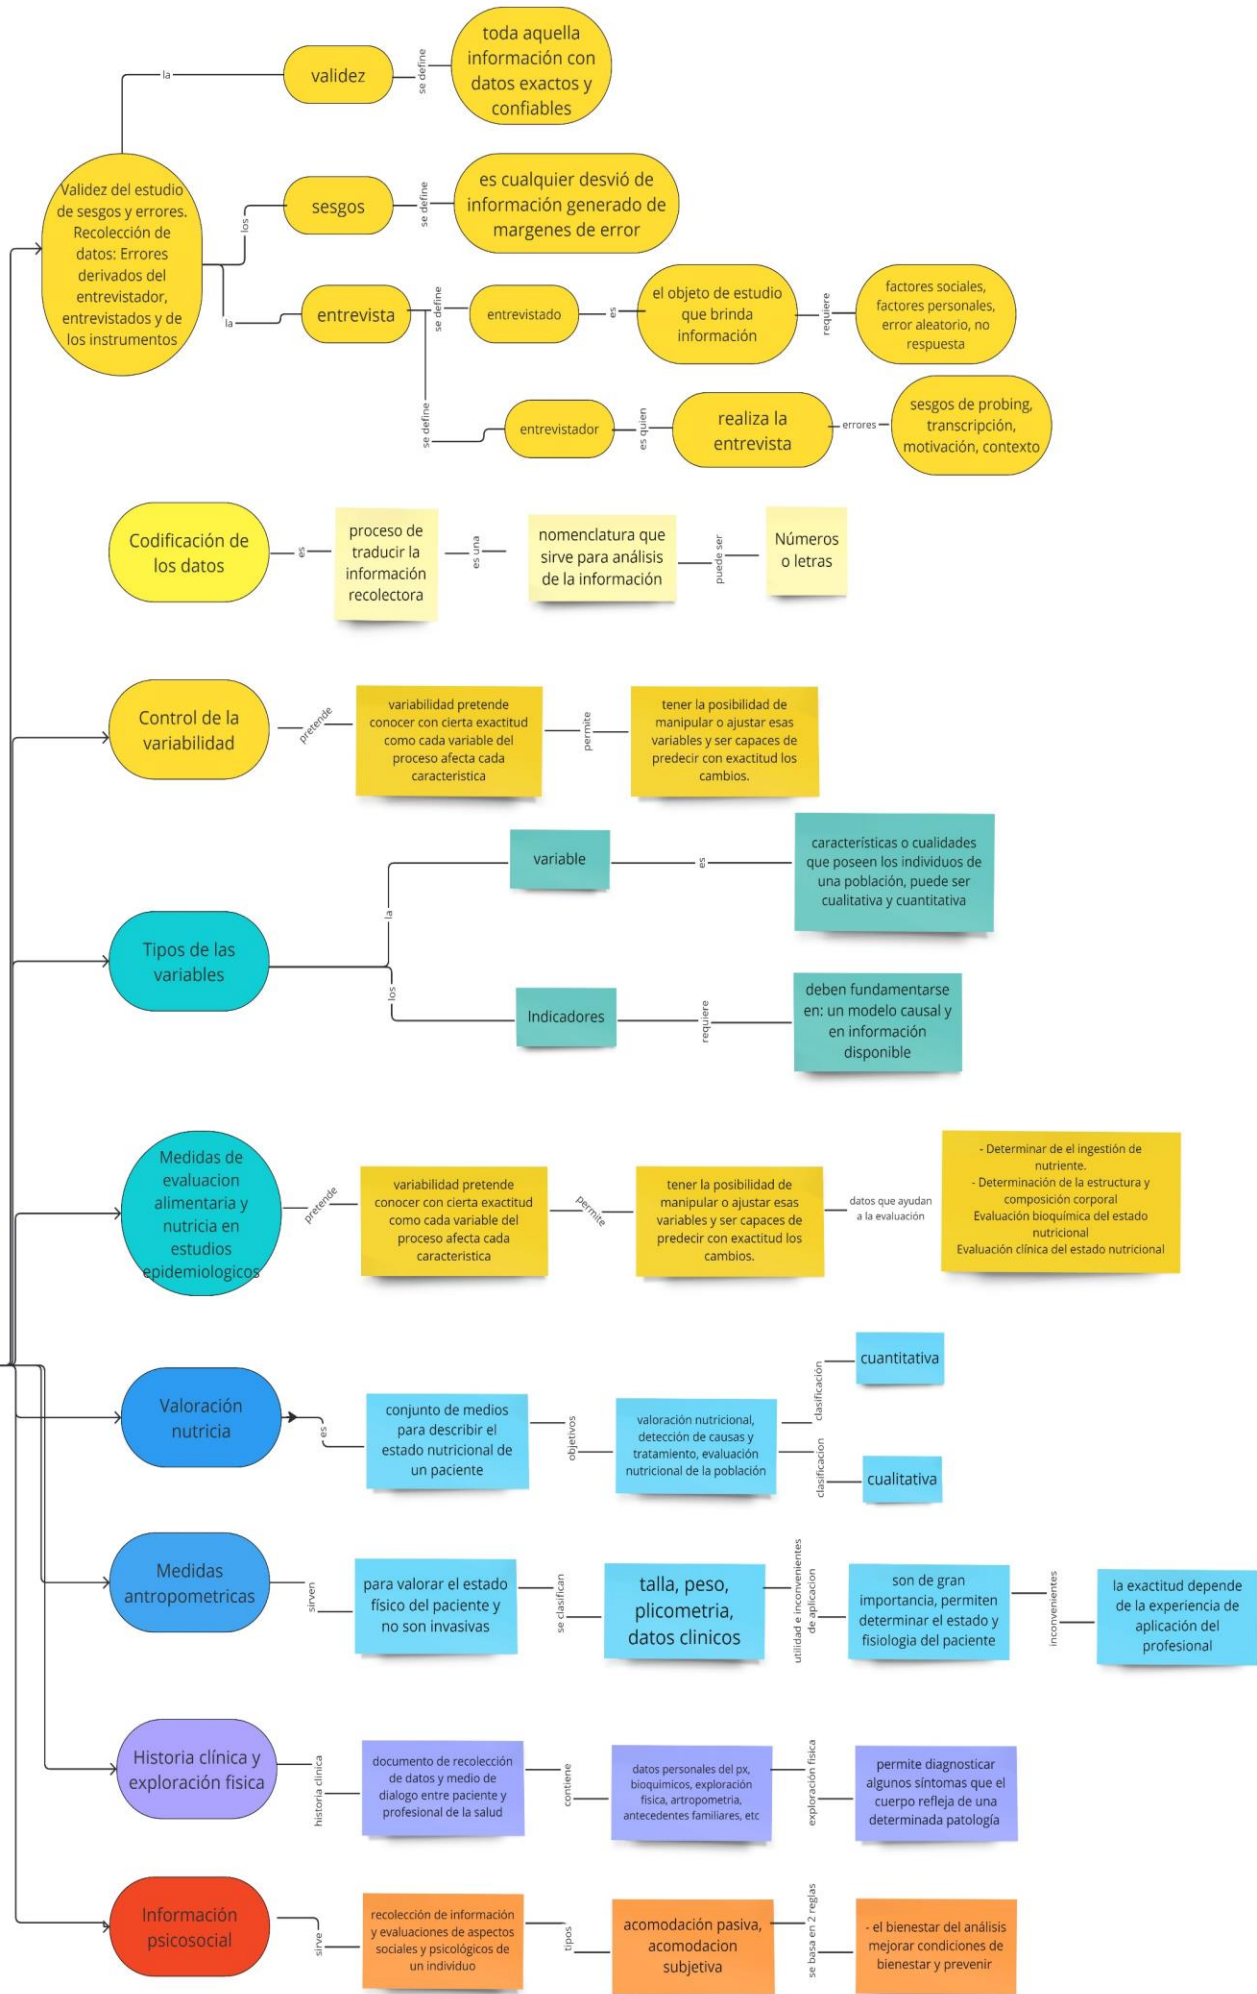 la
validez
se define
toda aquella
información con
datos exactos y
confiables
Validez del estudio
de sesgos y errores.
Recolección de
datos: Errores
derivados del
entrevistador,
entrevistados y de
los instrumentos
los
sesgos
se define
es cualquier desvió de
información generado de
margenes de error
la
entrevista
se define
entrevistado
es
el objeto de estudio
que brinda
información
requiere
factores sociales,
factores personales,
error aleatorio, no
respuesta
se define
entrevistador
es quien
realiza la
entrevista
errores
sesgos de probing,
transcripción,
motivación, contexto
Codificación de
los datos
es
proceso de
traducir la
información
recolectora
es una
nomenclatura que
sirve para análisis
de la información
puede ser
Números
o letras
Control de la
variabilidad
pretende
variabilidad pretende
conocer con cierta exactitud
como cada variable del
proceso afecta cada
caracteristica
permite
tener la posibilidad de
manipular o ajustar esas
variables y ser capaces de
predecir con exactitud los
cambios.
Tipos de las
variables
la
variable
es
características o cualidades
que poseen los individuos de
una población, puede ser
cualitativa y cuantitativa
los
Indicadores
requiere
deben fundamentarse
en: un modelo causal y
en información
disponible
Medidas de
evaluacion
alimentaria y
nutricia en
estudios
epidemiologicos
pretende
variabilidad pretende
conocer con cierta exactitud
como cada variable del
proceso afecta cada
caracteristica
permite
tener la posibilidad de
manipular o ajustar esas
variables y ser capaces de
predecir con exactitud los
cambios.
datos que ayudan
a la evaluación
- Determinar de el ingestión de
nutriente.
- Determinación de la estructura y
composición corporal
Evaluación bioquímica del estado
nutricional
Evaluación clínica del estado nutricional
Valoración
nutricia
es
conjunto de medios
para describir el
estado nutricional de
un paciente
objetivos
valoración nutricional,
detección de causas y
tratamiento, evaluación
nutricional de la población
clasificación
cuantitativa
clasificacion
cualitativa
Medidas
antropometricas
sirven
para valorar el estado
físico del paciente y
no son invasivas
se clasifican
talla, peso,
plicometria,
datos clinicos
utilidad e inconvenientes
de aplicacion
son de gran
importancia, permiten
determinar el estado y
fisiologia del paciente
inconvenientes
la exactitud depende
de la experiencia de
aplicación del
profesional
Historia clínica y
exploración fisica
historia clinica
documento de recolección
de datos y medio de
dialogo entre paciente y
profesional de la salud
contiene
datos personales del px,
bioquimicos, exploración
fisica, artropometria,
antecedentes familiares, etc
exploración fisica
permite diagnosticar
algunos síntomas que el
cuerpo refleja de una
determinada patología
Información
psicosocial
sirve
recolección de información
y evaluaciones de aspectos
sociales y psicológicos de
un individuo
tipos
acomodación pasiva,
acomodacion
subjetiva
se basa en 2 reglas
- el bienestar del análisis
mejorar condiciones de
bienestar y prevenir